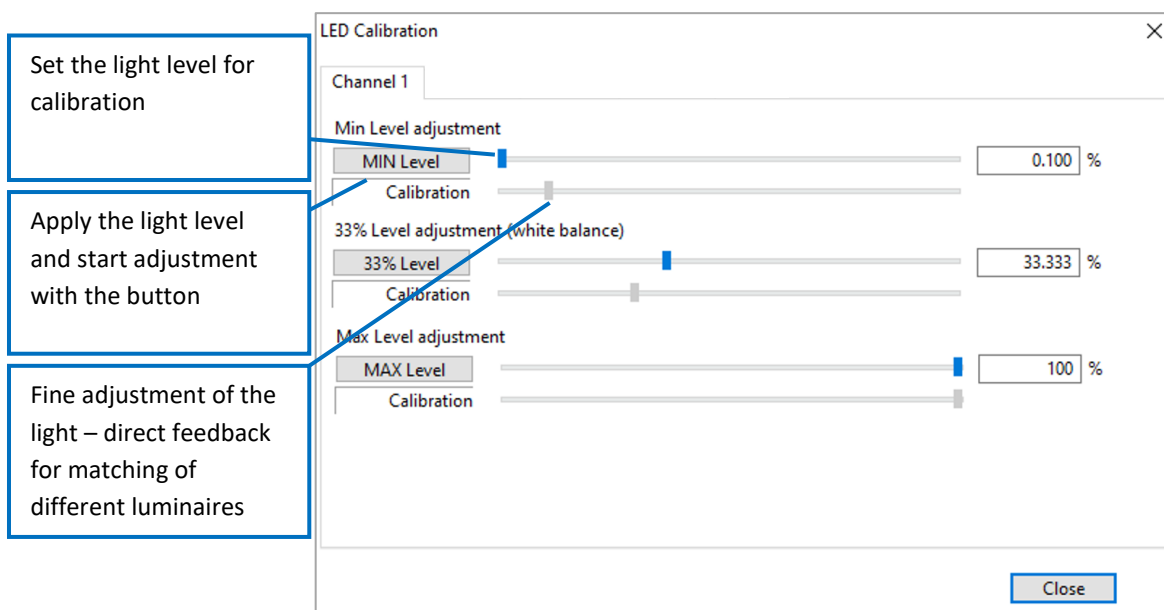 Set the light level for
calibration
Apply the light level
and start adjustment
with the button
Fine adjustment of the
light – direct feedback
for matching of
different luminaires
LED Calibration
Channel 1
Min Level adjustment
MIN Level 0.100 %
Calibration
33% Level adjustment (white balance)
33% Level 33.333 %
Calibration
Max Level adjustment
MAX Level 100 %
Calibration
Close